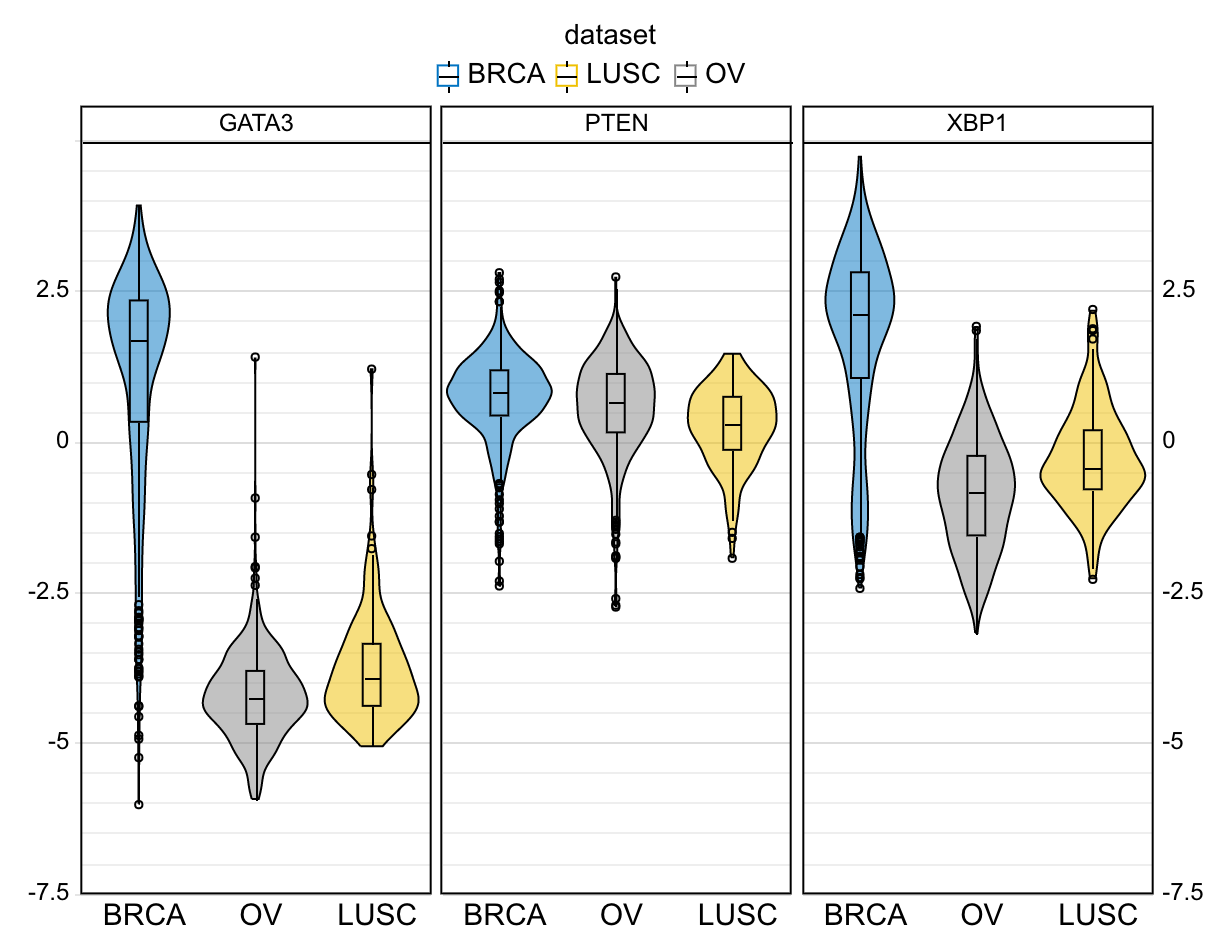 dataset
BRCA LUSC OV
GATA3 PTEN XBP1
2.5 2.5
0 0
-2.5 -2.5
-5 -5
-7.5 -7.5
BRCA OV LUSC BRCA OV LUSC BRCA OV LUSC